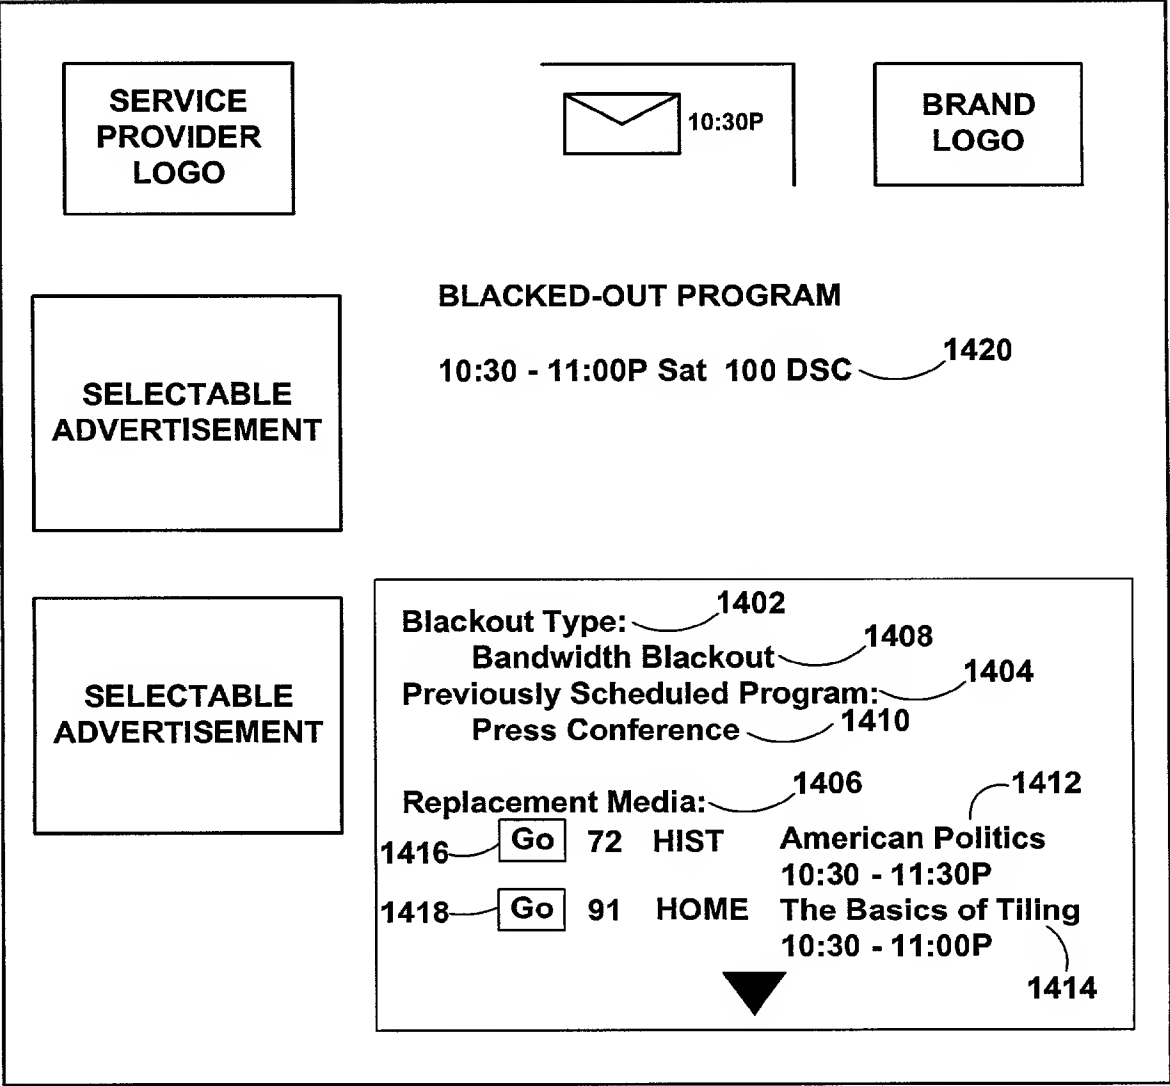 SERVICE
PROVIDER
LOGO
10:30P
BRAND
LOGO
SELECTABLE
ADVERTISEMENT
BLACKED-OUT PROGRAM
10:30 - 11:00P Sat 100 DSC
1420
SELECTABLE
ADVERTISEMENT
Blackout Type:
1402
Bandwidth Blackout
1408
Previously Scheduled Program:
1404
Press Conference
1410
Replacement Media:
1406
1412
1416
Go 72 HIST American Politics
10:30 - 11:30P
1418
Go 91 HOME The Basics of Tiling
10:30 - 11:00P
1414